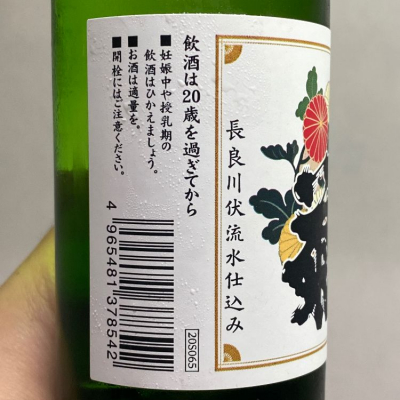 長良川伏流水仕込み
飲酒は20歳を過ぎてから
■妊娠中や授乳期の
飲酒はひかえましょう。
■お酒は適量を。
■開栓にはご注意ください。
4 965481 378542
20S065